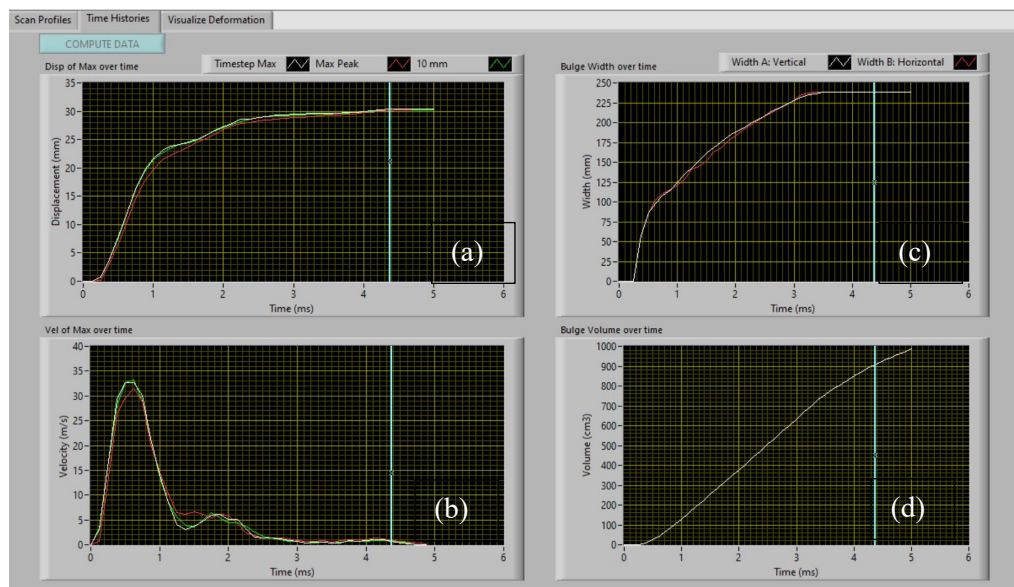 Scan Profiles Time Histories Visualize Deformation
COMPUTE DATA
Disp of Max over time Timestep Max Max Peak 10 mm
35
30
25
20
15
10
5
0
Displacement (mm)
0 1 2 3 4 5 6
Time (ms)
(a)
Bulge Width over time Width A: Vertical Width B: Horizontal
250
225
200
175
150
125
100
75
50
25
0
Width (mm)
0 1 2 3 4 5 6
Time (ms)
(c)
Vel of Max over time
40
35
30
25
20
15
10
5
0
Velocity (m/s)
0 1 2 3 4 5 6
Time (ms)
(b)
Bulge Volume over time
1000
900
800
700
600
500
400
300
200
100
0
Volume (cm3)
0 1 2 3 4 5 6
Time (ms)
(d)